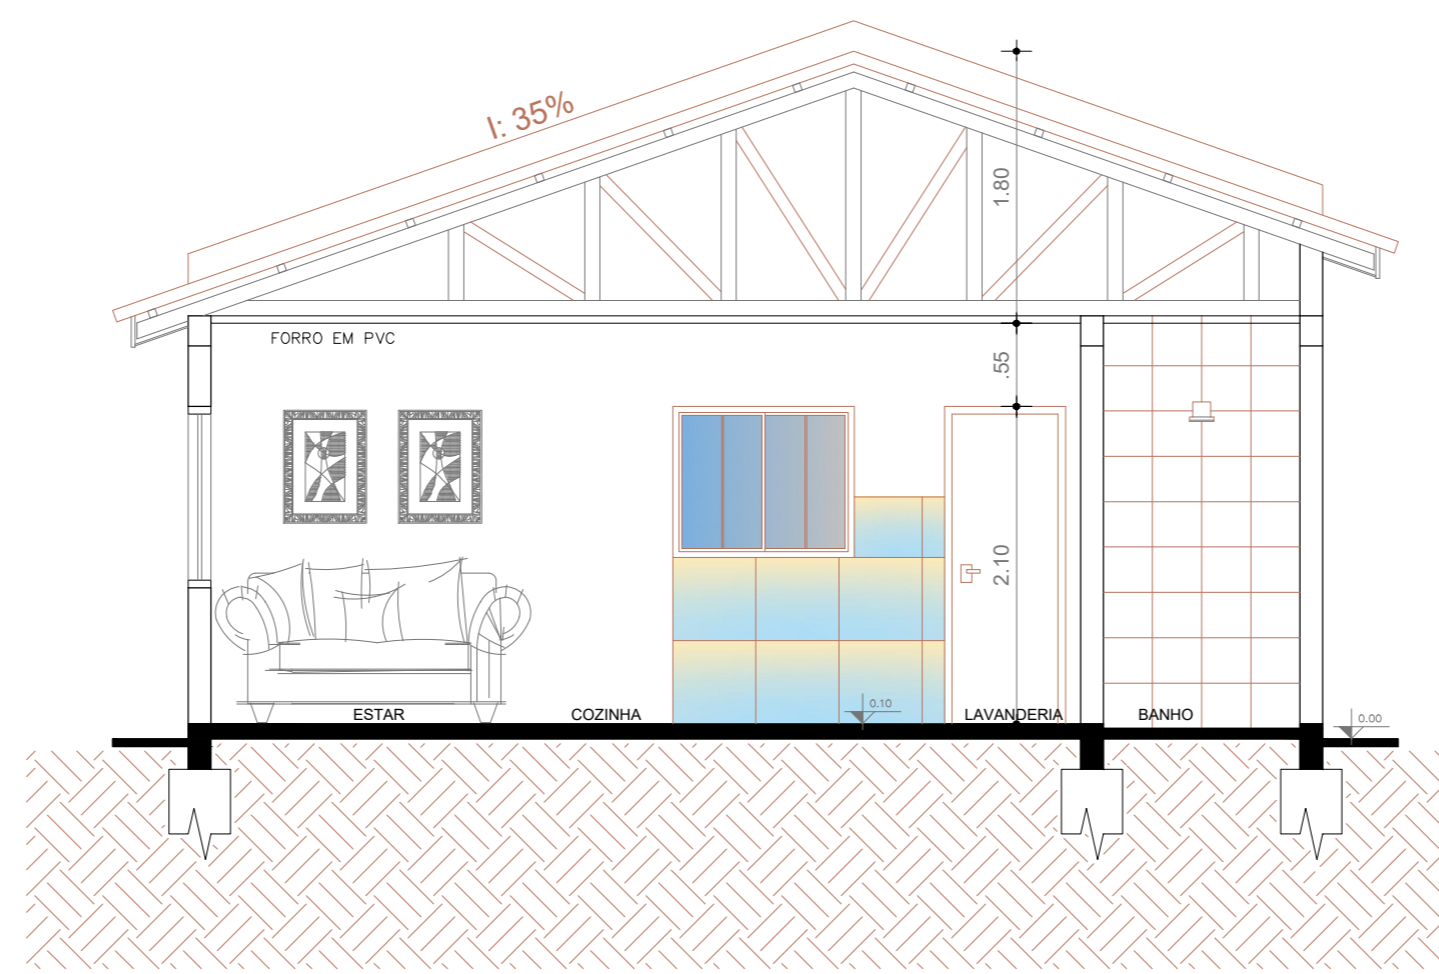 I: 35%
1.80
FORRO EM PVC
.55
2.10
0.10
ESTAR
COZINHA
LAVANDERIA
BANHO
0.00